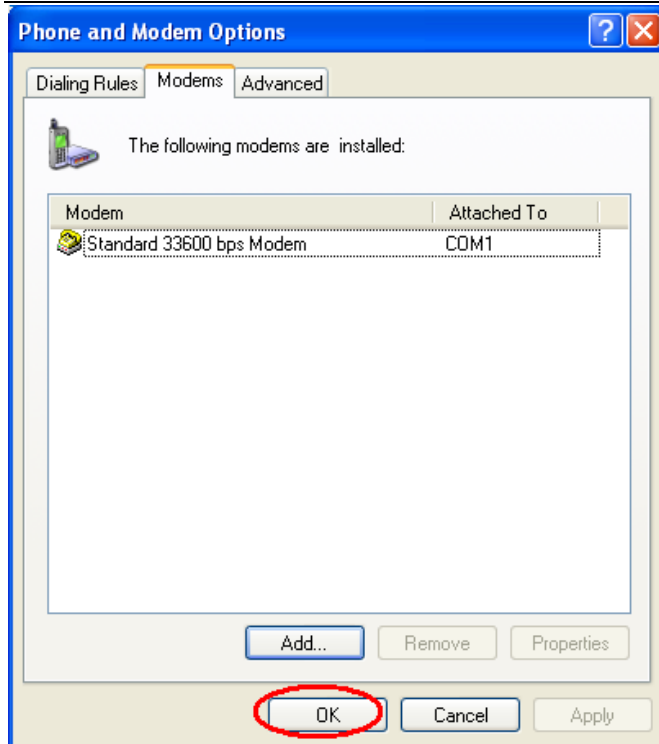 Phone and Modem Options
Dialing Rules Modems Advanced
The following modems are installed:
Modem Attached To
Standard 33600 bps Modem COM1
Add... Remove Properties
OK Cancel Apply